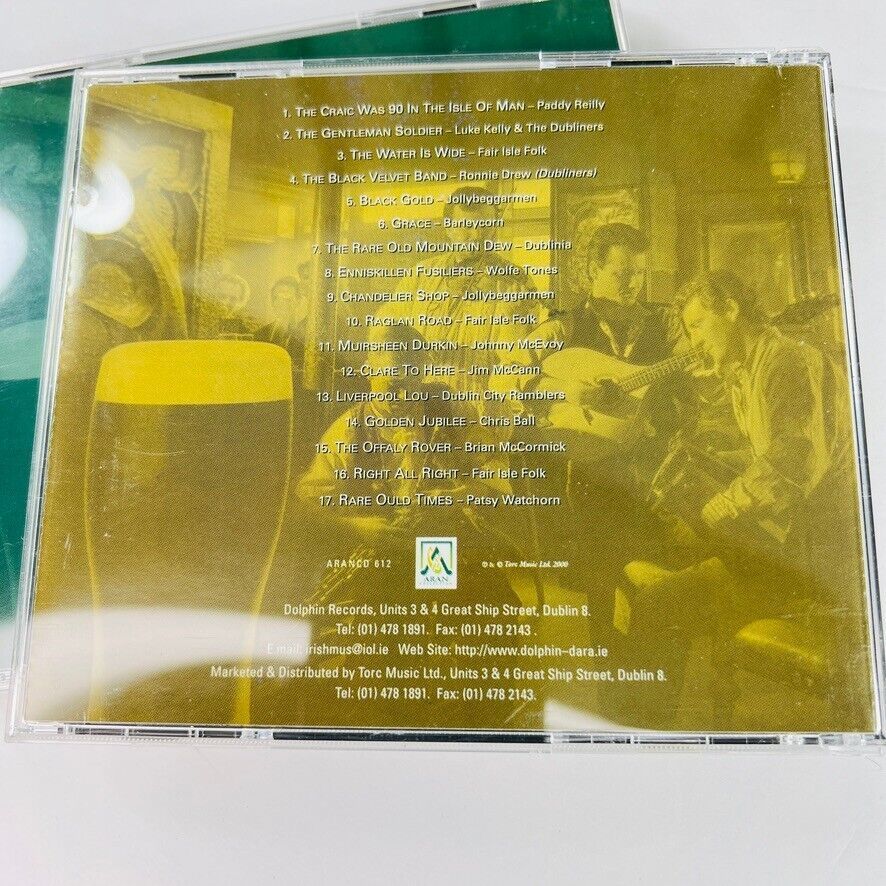 1. The Craic Was 90 In The Isle Of Man – Paddy Reilly
2. The Gentleman Soldier – Luke Kelly & The Dubliners
3. The Water Is Wide – Fair Isle Folk
4. The Black Velvet Band – Ronnie Drew (Dubliners)
5. Black Gold – Jollybeggarmen
6. Grace – Barleycorn
7. The Rare Old Mountain Dew – Dublinia
8. Enniskillen Fusiliers – Wolfe Tones
9. Chandelier Shop – Jollybeggarmen
10. Raglan Road – Fair Isle Folk
11. Muirsheen Durkin – Johnny McEvoy
12. Clare To Here – Jim McCann
13. Liverpool Lou – Dublin City Ramblers
14. Golden Jubilee – Chris Ball
15. The Offaly Rover – Brian McCormick
16. Right All Right – Fair Isle Folk
17. Rare Ould Times – Patsy Watchorn
ARANCD 612
ARAN
℗ & © Torc Music Ltd. 2000
Dolphin Records, Units 3 & 4 Great Ship Street, Dublin 8.
Tel: (01) 478 1891. Fax: (01) 478 2143 .
E.mail: irishmus@iol.ie Web Site: http://www.dolphin–dara.ie
Marketed & Distributed by Torc Music Ltd., Units 3 & 4 Great Ship Street, Dublin 8.
Tel: (01) 478 1891. Fax: (01) 478 2143.